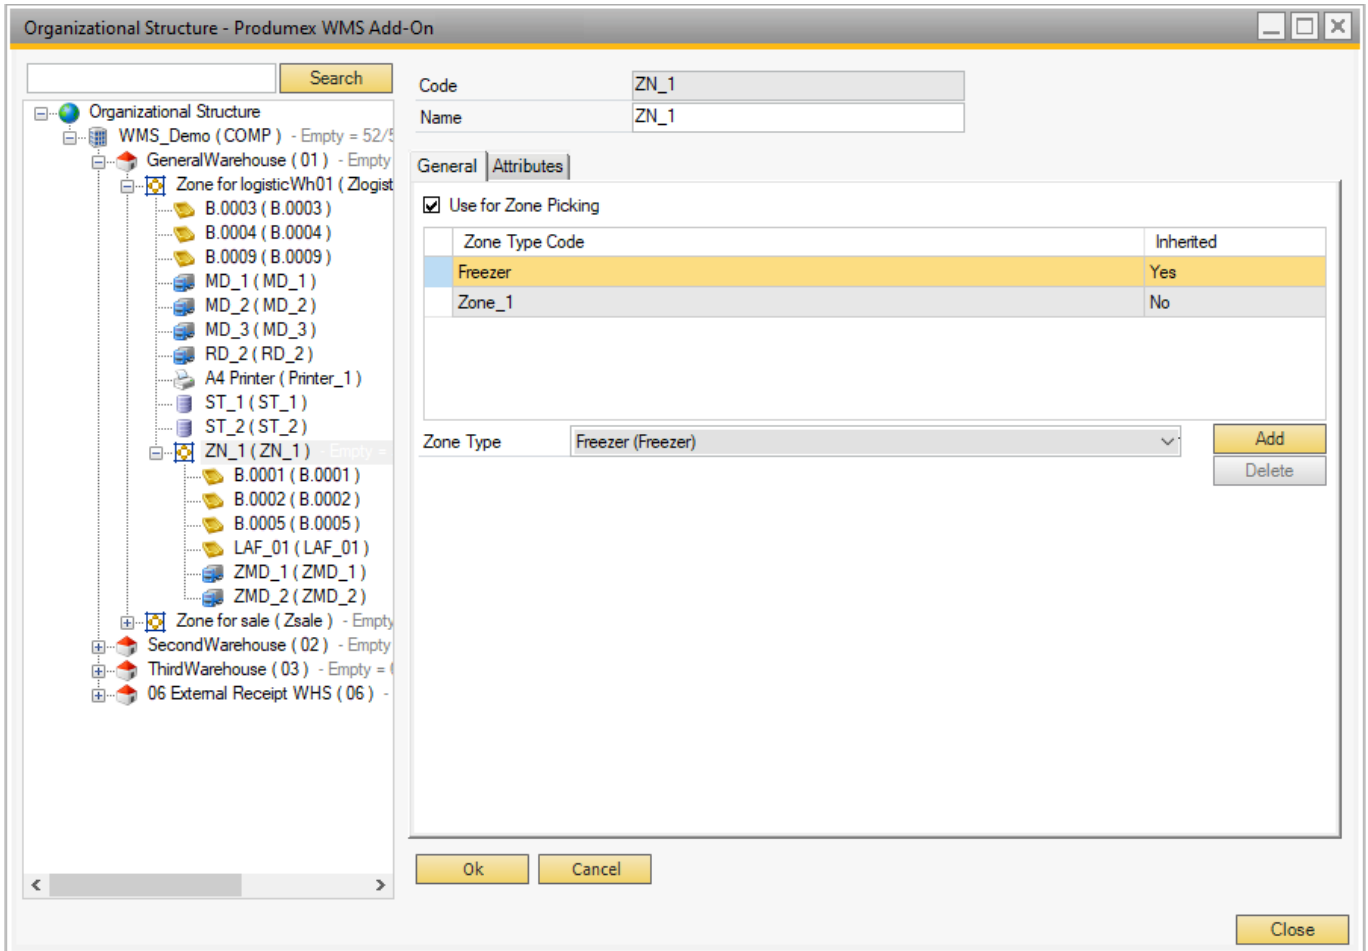 Organizational Structure - Produmex WMS Add-On
Search
Organizational Structure
WMS_Demo ( COMP ) - Empty = 52/5
GeneralWarehouse ( 01 ) - Empty
Zone for logisticWh01 ( Zlogist
B.0003 ( B.0003 )
B.0004 ( B.0004 )
B.0009 ( B.0009 )
MD_1 ( MD_1 )
MD_2 ( MD_2 )
MD_3 ( MD_3 )
RD_2 ( RD_2 )
A4 Printer ( Printer_1 )
ST_1 ( ST_1 )
ST_2 ( ST_2 )
ZN_1 ( ZN_1 ) - Empty =
B.0001 ( B.0001 )
B.0002 ( B.0002 )
B.0005 ( B.0005 )
LAF_01 ( LAF_01 )
ZMD_1 ( ZMD_1 )
ZMD_2 ( ZMD_2 )
Zone for sale ( Zsale ) - Empty
SecondWarehouse ( 02 ) - Empty
ThirdWarehouse ( 03 ) - Empty =
06 External Receipt WHS ( 06 ) -
Code ZN_1
Name ZN_1
General Attributes
Use for Zone Picking
Zone Type Code Inherited
Freezer Yes
Zone_1 No
Zone Type Freezer (Freezer) Add
Delete
Ok Cancel
Close